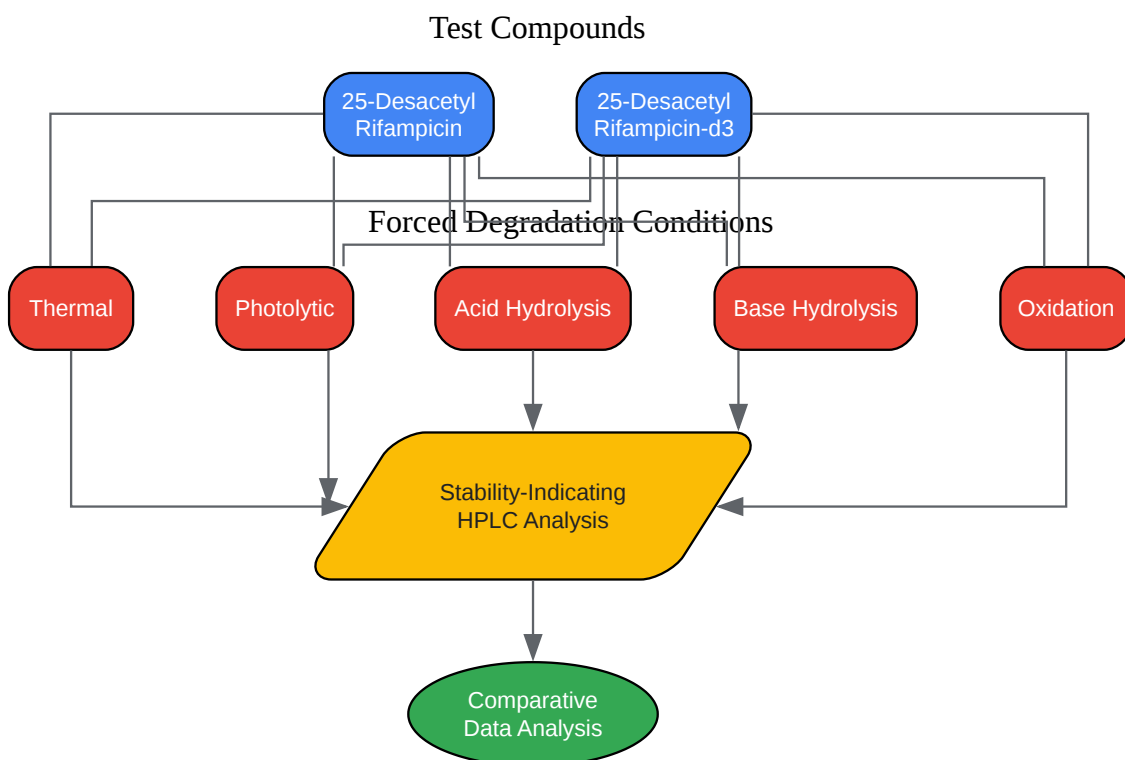 Test Compounds
25-Desacetyl
Rifampicin
25-Desacetyl
Rifampicin-d3
Forced Degradation Conditions
Thermal
Photolytic
Acid Hydrolysis
Base Hydrolysis
Oxidation
Stability-Indicating
HPLC Analysis
Comparative
Data Analysis